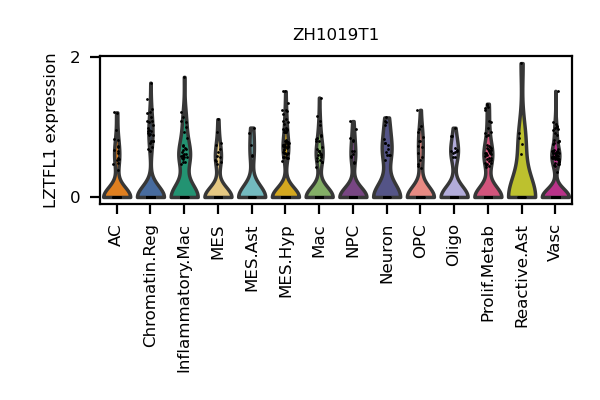 ZH1019T1
LZTFL1 expression
2
0
AC
Chromatin.Reg
Inflammatory.Mac
MES
MES.Ast
MES.Hyp
Mac
NPC
Neuron
OPC
Oligo
Prolif.Metab
Reactive.Ast
Vasc